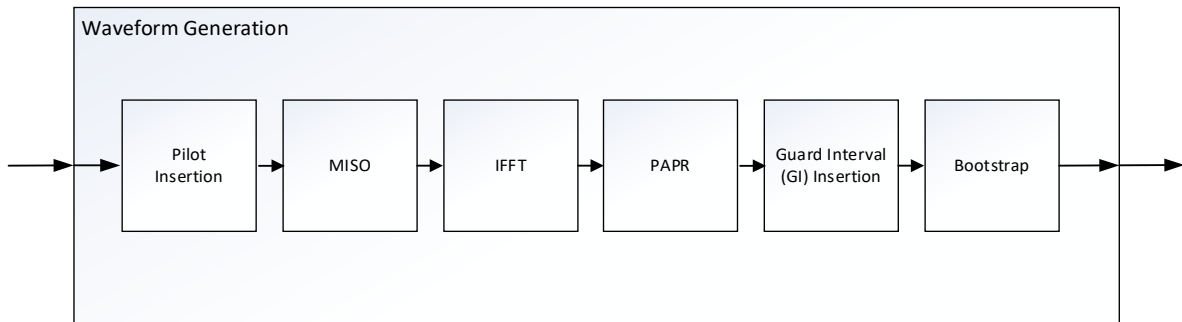 Waveform Generation
Pilot
Insertion
MISO
IFFT
PAPR
Guard Interval
(GI) Insertion
Bootstrap